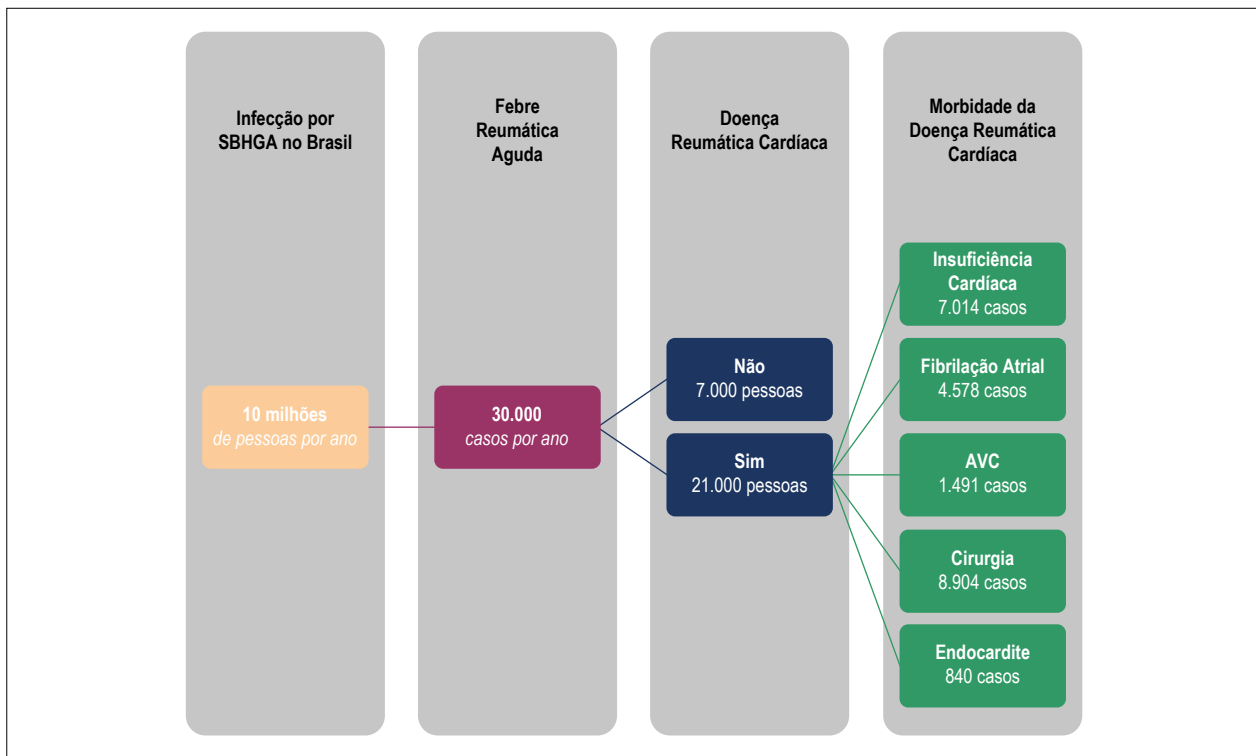 Infecção por
SBHGA no Brasil
Febre
Reumática
Aguda
Doença
Reumática Cardíaca
Morbidade da
Doença Reumática
Cardíaca
10 milhões
de pessoas por ano
30.000
casos por ano
Não
7.000 pessoas
Sim
21.000 pessoas
Insuficiência
Cardíaca
7.014 casos
Fibrilação Atrial
4.578 casos
AVC
1.491 casos
Cirurgia
8.904 casos
Endocardite
840 casos